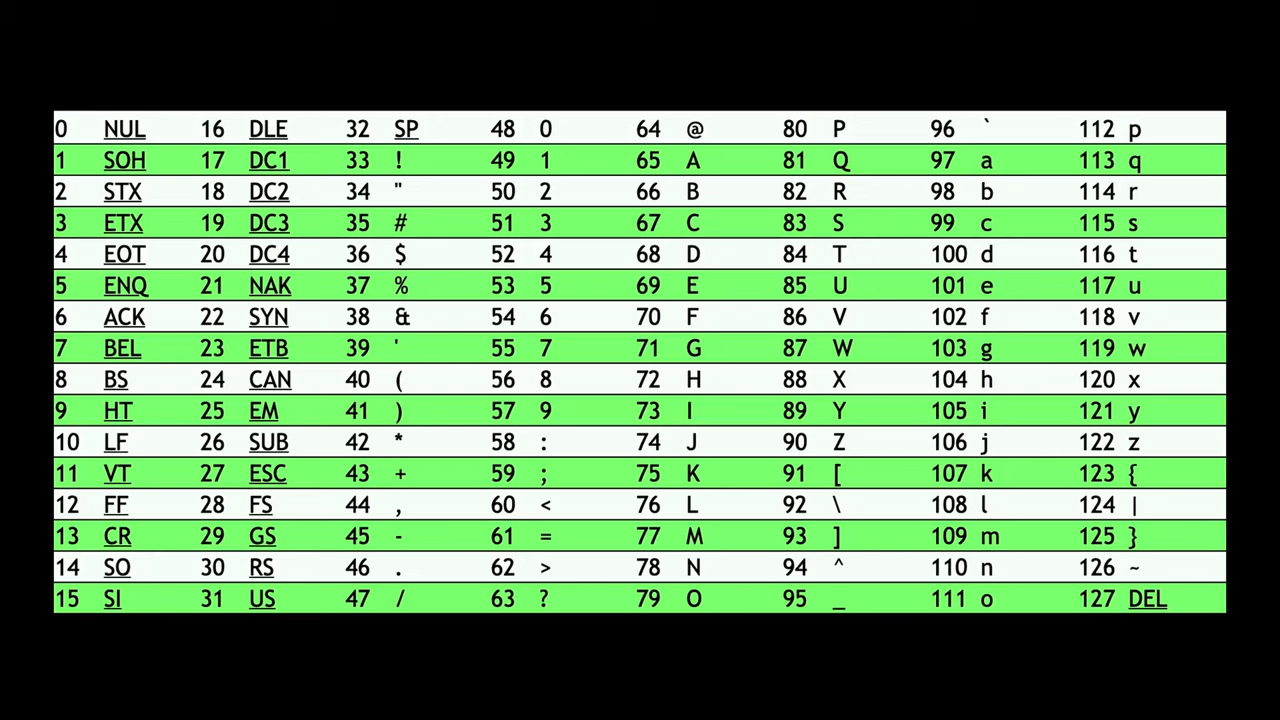 0 NUL 16 DLE 32 SP 48 0 64 @ 80 P 96 ` 112 p
1 SOH 17 DC1 33 ! 49 1 65 A 81 Q 97 a 113 q
2 STX 18 DC2 34 " 50 2 66 B 82 R 98 b 114 r
3 ETX 19 DC3 35 # 51 3 67 C 83 S 99 c 115 s
4 EOT 20 DC4 36 $ 52 4 68 D 84 T 100 d 116 t
5 ENQ 21 NAK 37 % 53 5 69 E 85 U 101 e 117 u
6 ACK 22 SYN 38 & 54 6 70 F 86 V 102 f 118 v
7 BEL 23 ETB 39 ' 55 7 71 G 87 W 103 g 119 w
8 BS 24 CAN 40 ( 56 8 72 H 88 X 104 h 120 x
9 HT 25 EM 41 ) 57 9 73 I 89 Y 105 i 121 y
10 LF 26 SUB 42 * 58 : 74 J 90 Z 106 j 122 z
11 VT 27 ESC 43 + 59 ; 75 K 91 [ 107 k 123 {
12 FF 28 FS 44 , 60 < 76 L 92 \ 108 l 124 |
13 CR 29 GS 45 - 61 = 77 M 93 ] 109 m 125 }
14 SO 30 RS 46 . 62 > 78 N 94 ^ 110 n 126 ~
15 SI 31 US 47 / 63 ? 79 O 95 _ 111 o 127 DEL